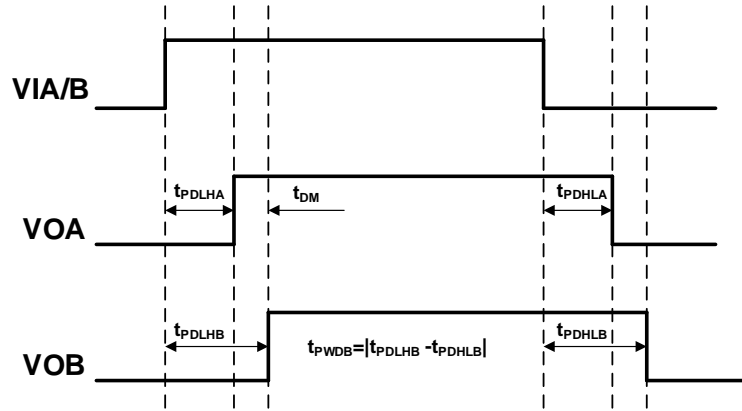 VIA/B
tPDLHA
tDM
tPDHLA
VOA
tPDLHB
tPWDB=|tPDLHB -tPDHLB|
tPDHLB
VOB